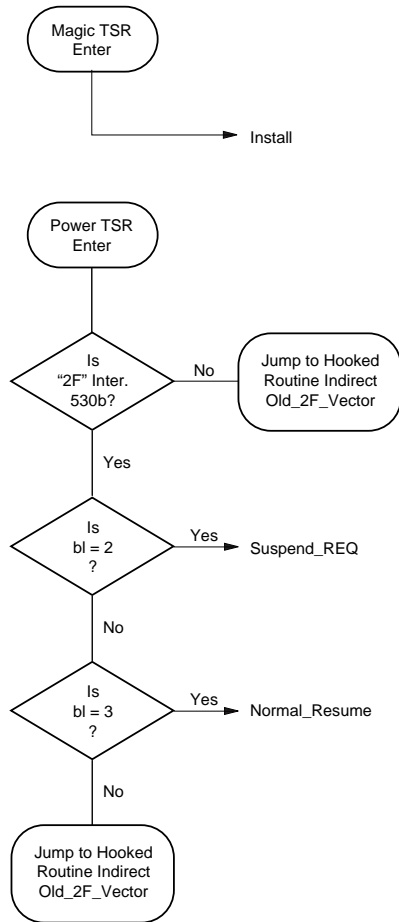 Magic TSR
Enter
Install
Power TSR
Enter
Is
“2F” Inter.
530b?
No
Jump to Hooked
Routine Indirect
Old_2F_Vector
Yes
Is
bl = 2
?
Yes
Suspend_REQ
No
Is
bl = 3
?
Yes
Normal_Resume
No
Jump to Hooked
Routine Indirect
Old_2F_Vector